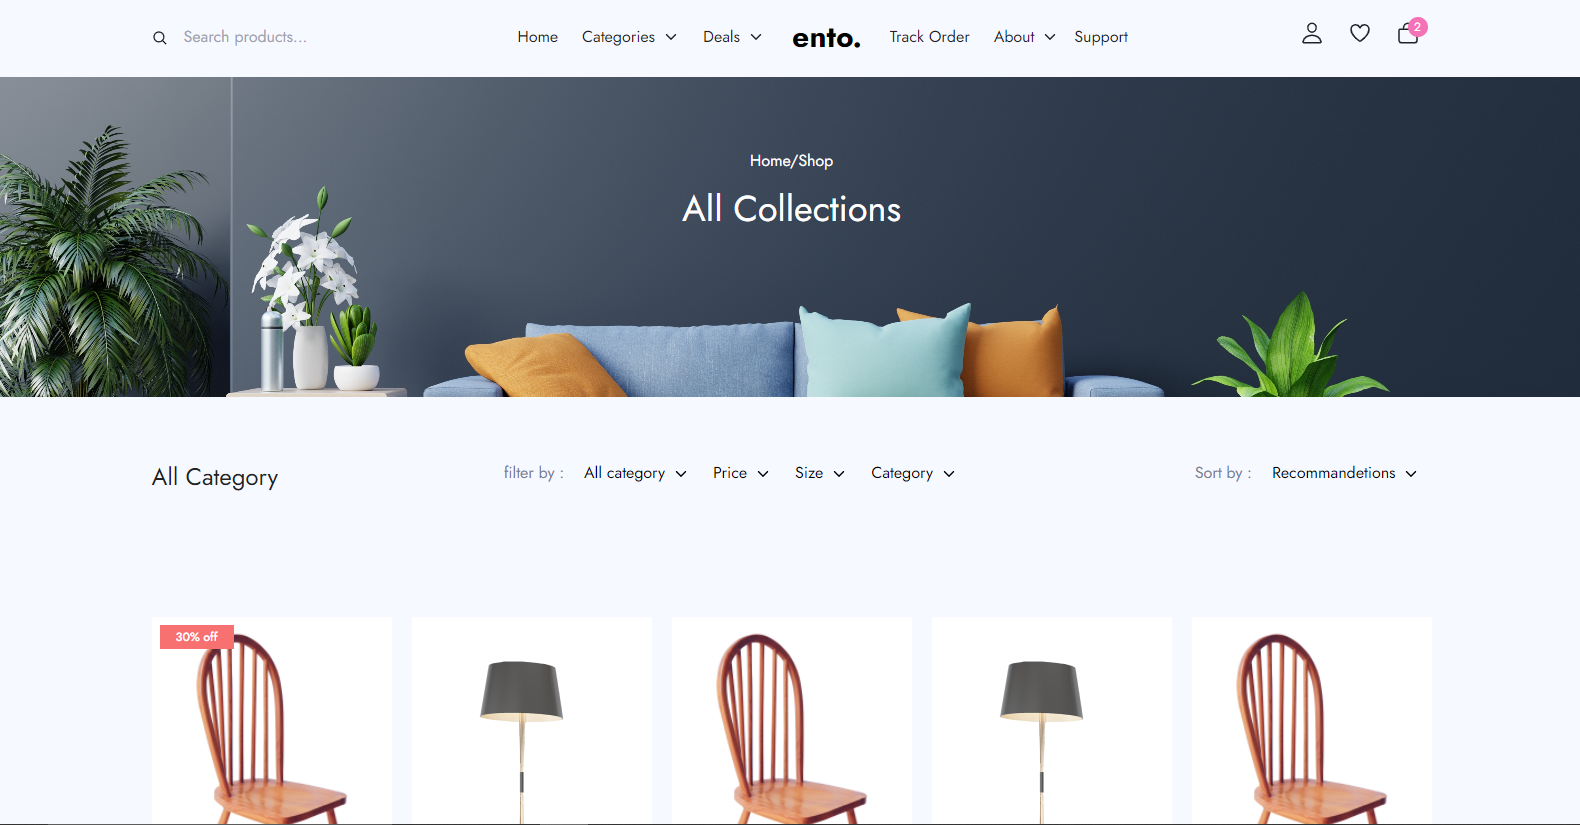 Search products...
Home
Categories
Deals
ento.
Track Order
About
Support
2
Home/Shop
All Collections
All Category
filter by :
All category
Price
Size
Category
Sort by :
Recommandetions
30% off